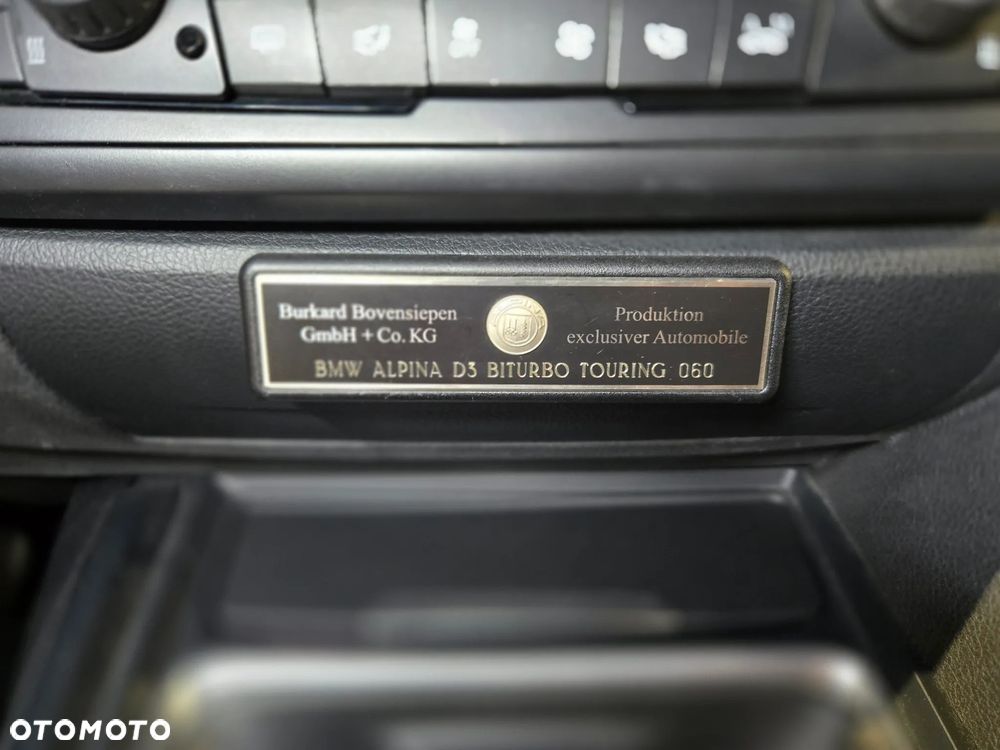 Burkard Bovensiepen
GmbH + Co. KG
Produktion
exclusiver Automobile
BMW ALPINA D3 BITURBO TOURING 060
OTOMOTO